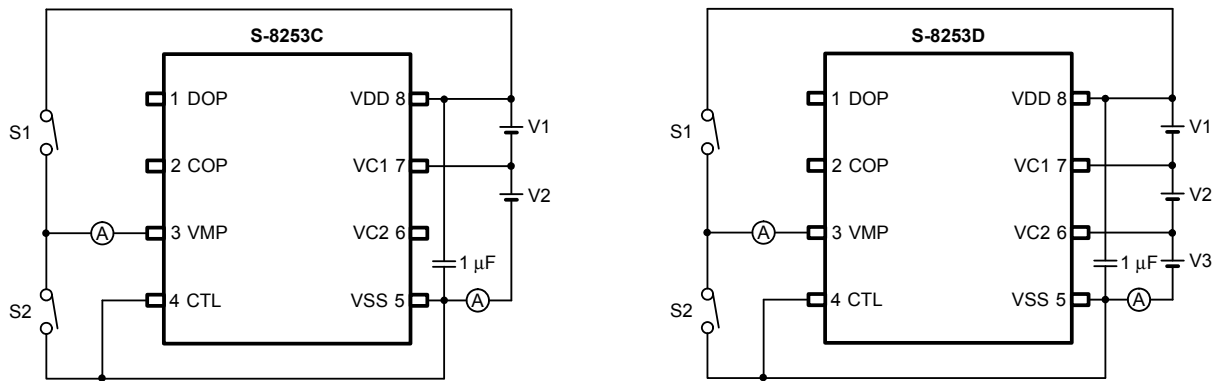 S-8253C
1 DOP VDD 8
S1
V1
2 COP VC1 7
V2
A 3 VMP VC2 6
1 μF
4 CTL VSS 5 A
S2
S-8253D
1 DOP VDD 8
S1
V1
2 COP VC1 7
V2
A 3 VMP VC2 6
1 μF V3
4 CTL VSS 5 A
S2